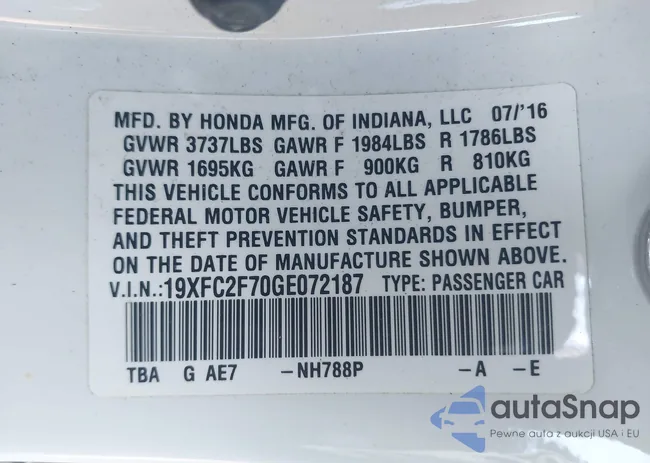 MFD. BY HONDA MFG. OF INDIANA, LLC 07/'16
GVWR 3737LBS GAWR F 1984LBS R 1786LBS
GVWR 1695KG GAWR F 900KG R 810KG
THIS VEHICLE CONFORMS TO ALL APPLICABLE
FEDERAL MOTOR VEHICLE SAFETY, BUMPER,
AND THEFT PREVENTION STANDARDS IN EFFECT
ON THE DATE OF MANUFACTURE SHOWN ABOVE.
V.I.N.:19XFC2F70GE072187 TYPE: PASSENGER CAR
TBA G AE7 -NH788P -A -E
autaSnap
Pewne auta z aukcji USA i EU